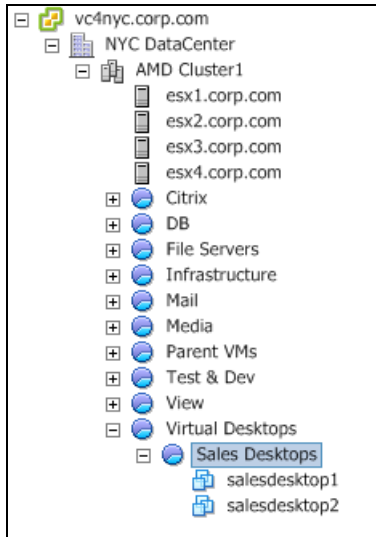 vc4nyc.corp.com
NYC DataCenter
AMD Cluster1
esx1.corp.com
esx2.corp.com
esx3.corp.com
esx4.corp.com
Citrix
DB
File Servers
Infrastructure
Mail
Media
Parent VMs
Test & Dev
View
Virtual Desktops
Sales Desktops
salesdesktop1
salesdesktop2